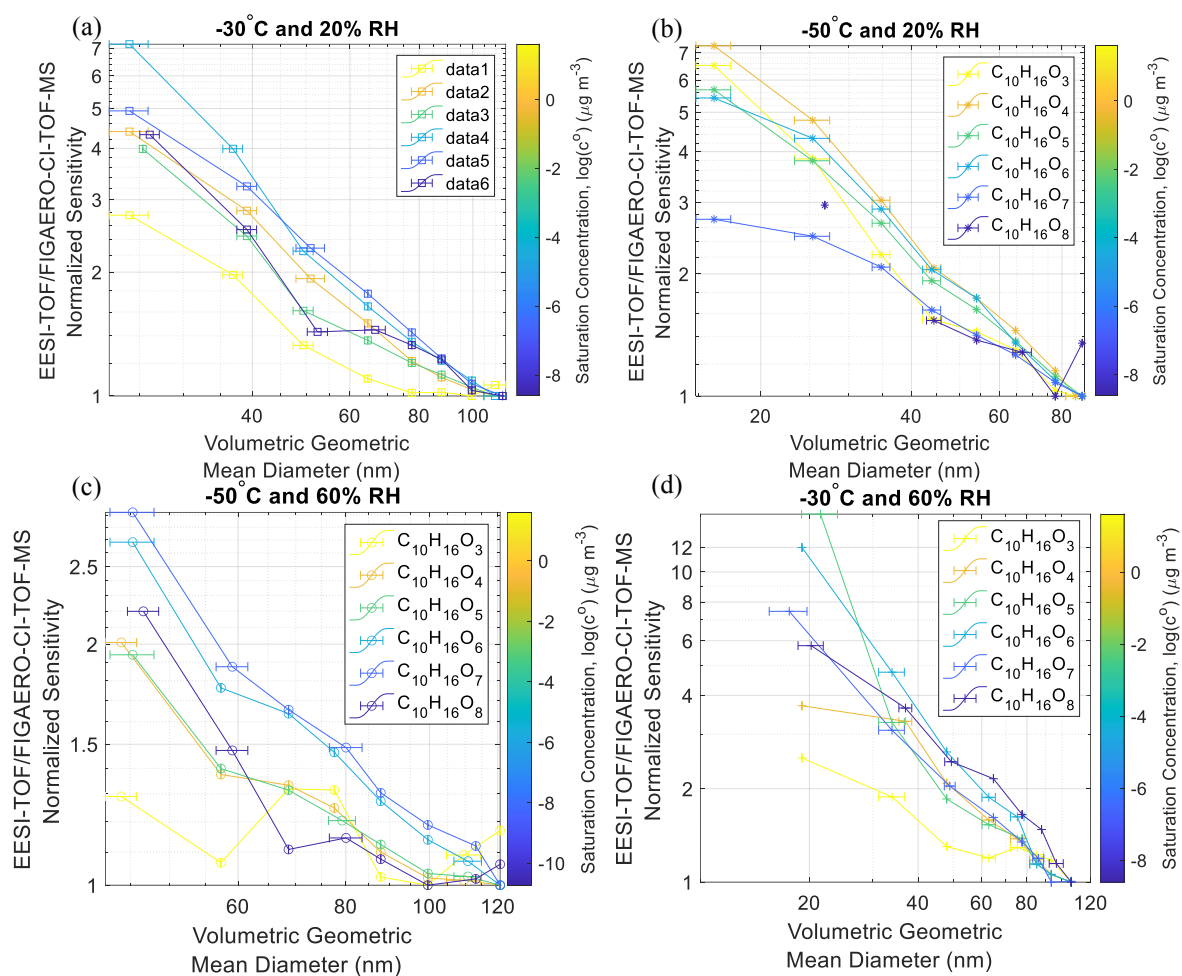 (a)
-30°C and 20% RH
EESI-TOF/FIGAERO-CI-TOF-MS
Normalized Sensitivity
7
6
5
4
3
2
1
data1
data2
data3
data4
data5
data6
40
60
80
100
Volumetric Geometric
Mean Diameter (nm)
0
-2
-4
-6
-8
Saturation Concentration, log(c°) (μg m⁻³)
(b)
-50°C and 20% RH
EESI-TOF/FIGAERO-CI-TOF-MS
Normalized Sensitivity
7
6
5
4
3
2
1
C₁₀H₁₆O₃
C₁₀H₁₆O₄
C₁₀H₁₆O₅
C₁₀H₁₆O₆
C₁₀H₁₆O₇
C₁₀H₁₆O₈
20
40
60
80
Volumetric Geometric
Mean Diameter (nm)
0
-2
-4
-6
-8
Saturation Concentration, log(c°) (μg m⁻³)
(c)
-50°C and 60% RH
EESI-TOF/FIGAERO-CI-TOF-MS
Normalized Sensitivity
2.5
2
1.5
1
C₁₀H₁₆O₃
C₁₀H₁₆O₄
C₁₀H₁₆O₅
C₁₀H₁₆O₆
C₁₀H₁₆O₇
C₁₀H₁₆O₈
60
80
100
120
Volumetric Geometric
Mean Diameter (nm)
0
-2
-4
-6
-8
-10
Saturation Concentration, log(c°) (μg m⁻³)
(d)
-30°C and 60% RH
EESI-TOF/FIGAERO-CI-TOF-MS
Normalized Sensitivity
12
10
8
6
4
2
1
C₁₀H₁₆O₃
C₁₀H₁₆O₄
C₁₀H₁₆O₅
C₁₀H₁₆O₆
C₁₀H₁₆O₇
C₁₀H₁₆O₈
20
40
60
80
120
Volumetric Geometric
Mean Diameter (nm)
0
-2
-4
-6
-8
Saturation Concentration, log(c°) (μg m⁻³)